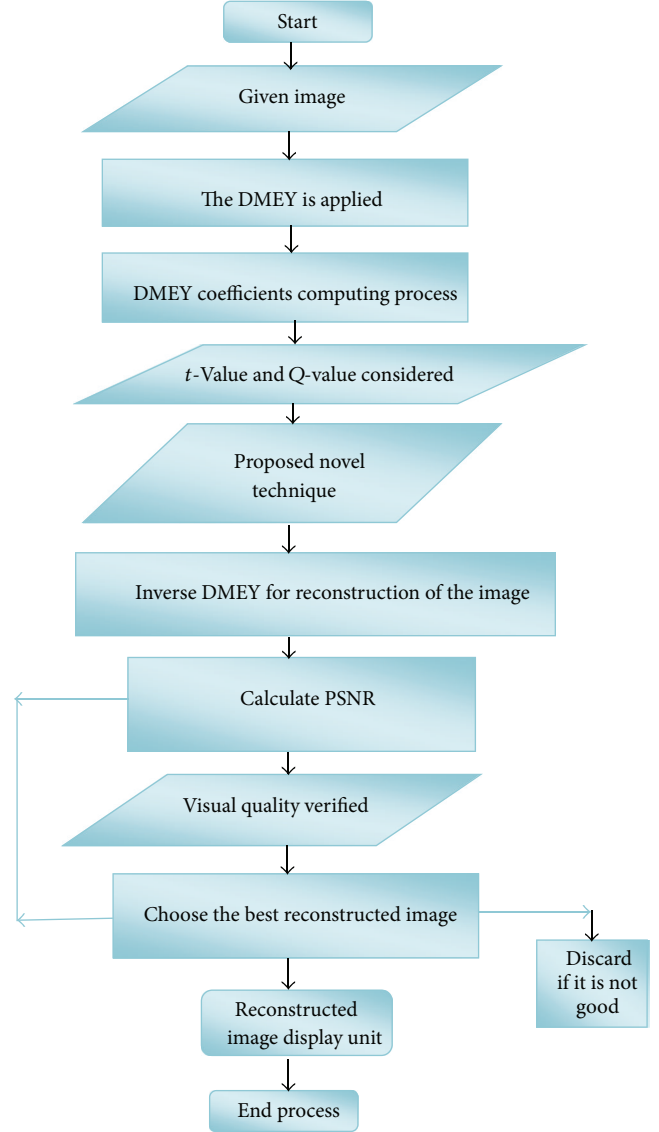 Start
Given image
The DMEY is applied
DMEY coefficients computing process
t-Value and Q-value considered
Proposed novel
technique
Inverse DMEY for reconstruction of the image
Calculate PSNR
Visual quality verified
Choose the best reconstructed image
Discard
if it is not
good
Reconstructed
image display unit
End process